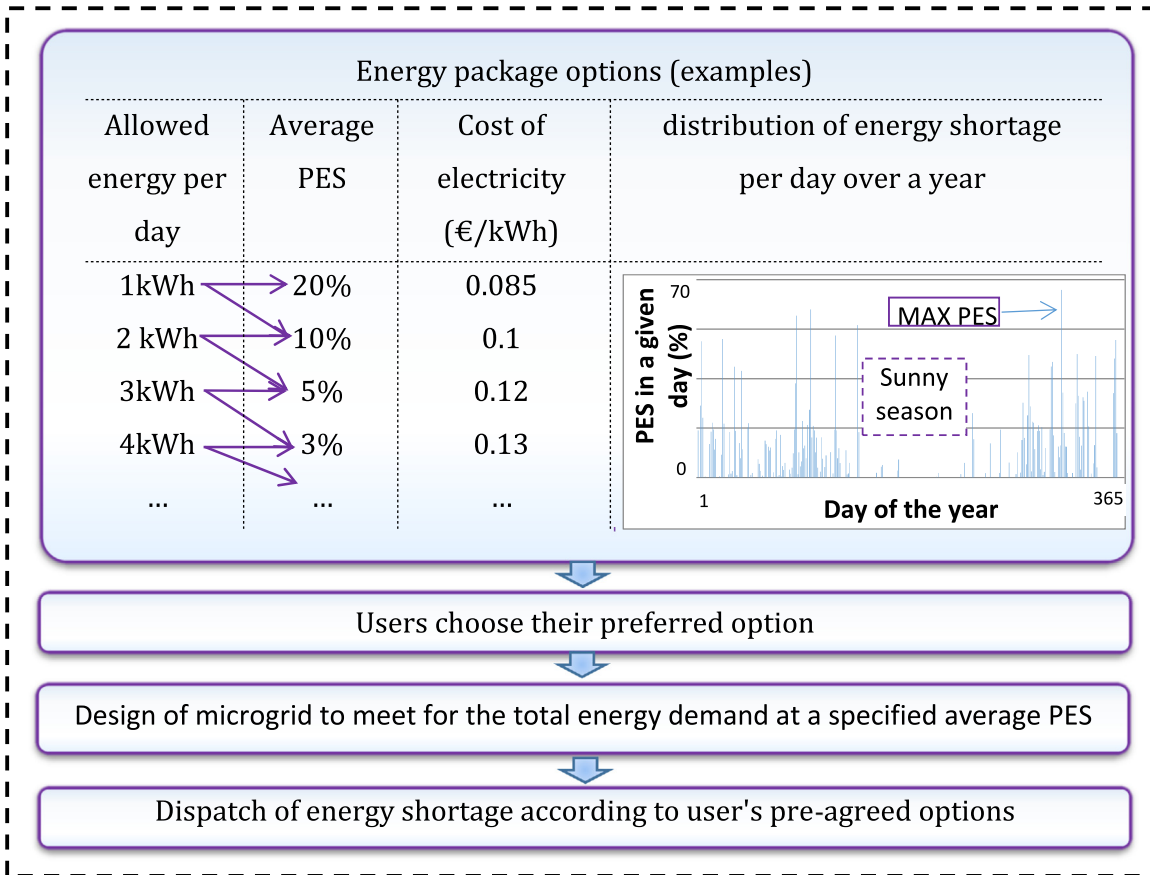 Energy package options (examples)
Allowed
energy per
day
Average
PES
Cost of
electricity
(€/kWh)
distribution of energy shortage
per day over a year
1kWh 20% 0.085
2 kWh 10% 0.1
3kWh 5% 0.12
4kWh 3% 0.13
... ... ...
PES in a given
day (%)
70
MAX PES
Sunny
season
0
1
365
Day of the year
Users choose their preferred option
Design of microgrid to meet for the total energy demand at a specified average PES
Dispatch of energy shortage according to user's pre-agreed options